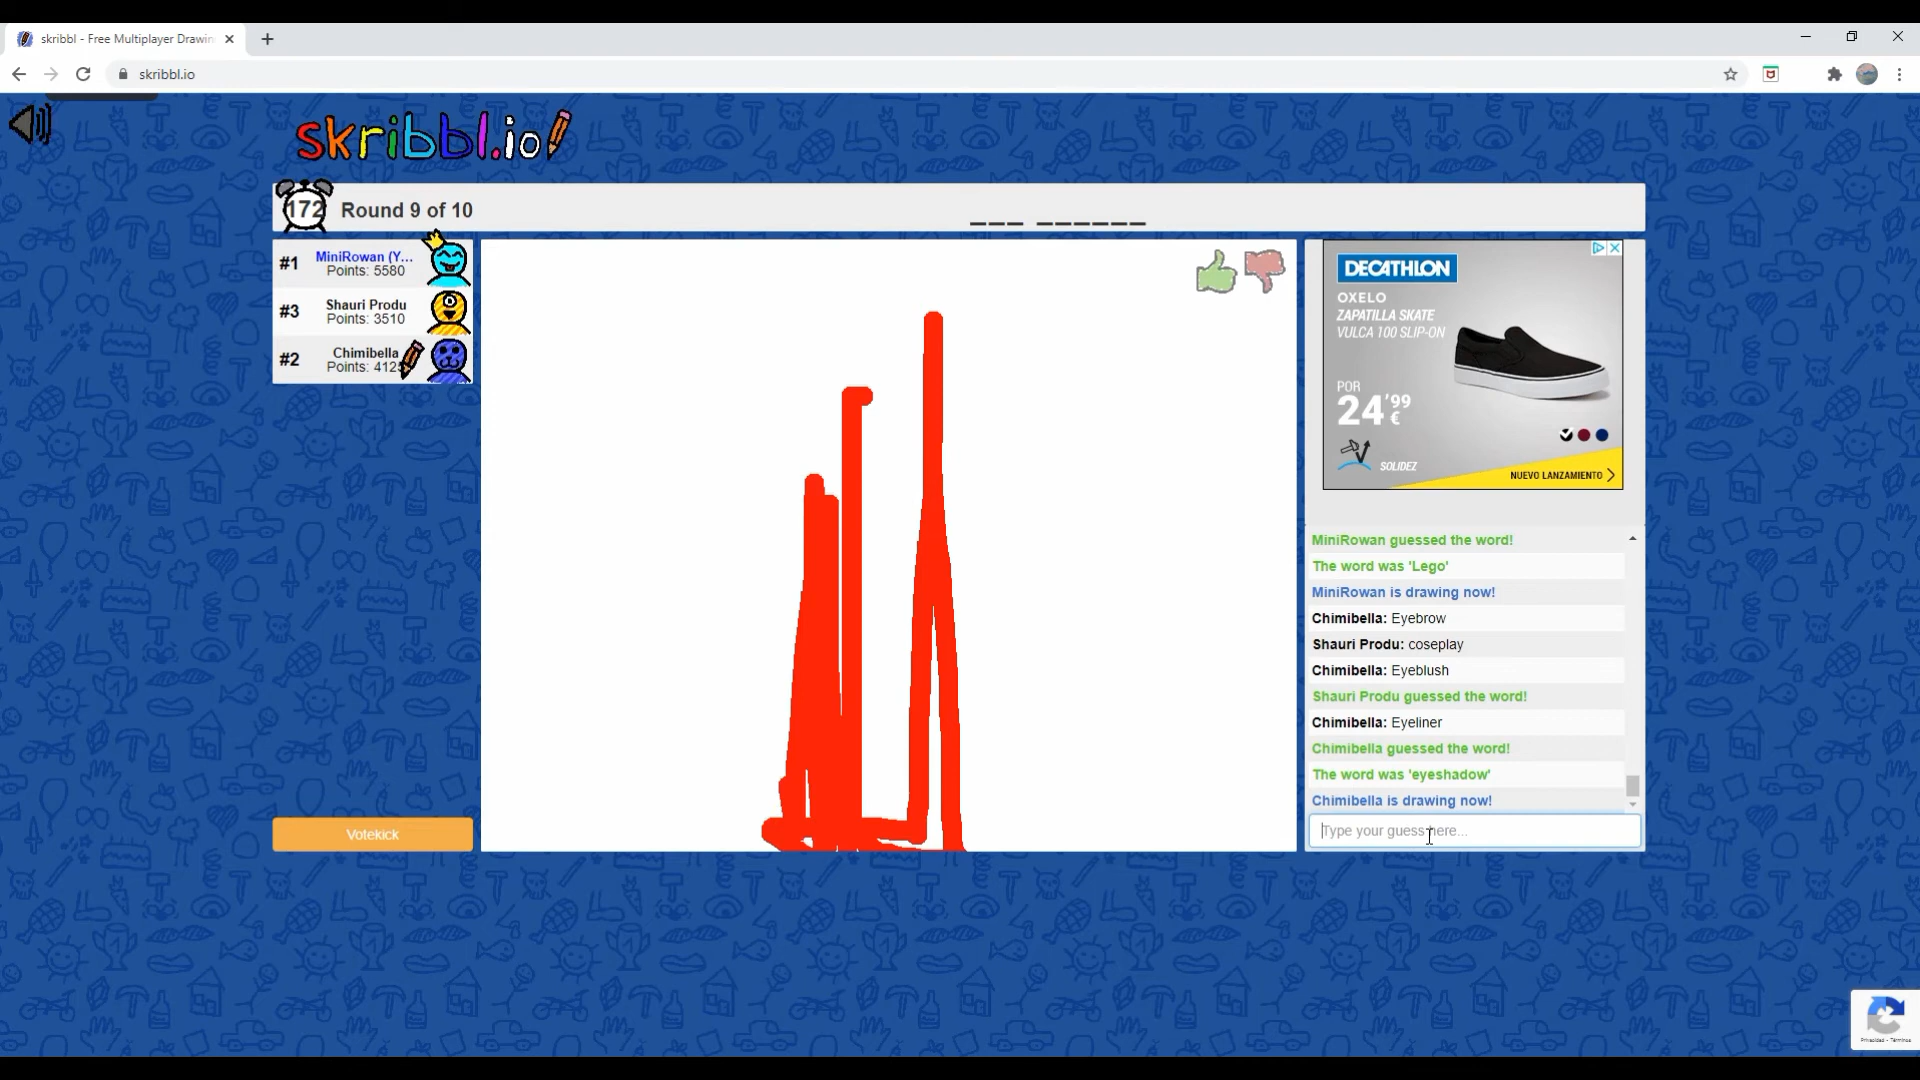 skribbl - Free Multiplayer Drawin
skribbl.io
skribbl.io
172
Round 9 of 10
___ ______
#1
MiniRowan (Y...
Points: 5580
#3
Shauri Produ
Points: 3510
#2
Chimibella
Points: 412
Votekick
DECATHLON
OXELO
ZAPATILLA SKATE
VULCA 100 SLIP-ON
POR
24'99
€
SOLIDEZ
NUEVO LANZAMIENTO
MiniRowan guessed the word!
The word was 'Lego'
MiniRowan is drawing now!
Chimibella: Eyebrow
Shauri Produ: coseplay
Chimibella: Eyeblush
Shauri Produ guessed the word!
Chimibella: Eyeliner
Chimibella guessed the word!
The word was 'eyeshadow'
Chimibella is drawing now!
Type your guess here...
Privacidad - Términos